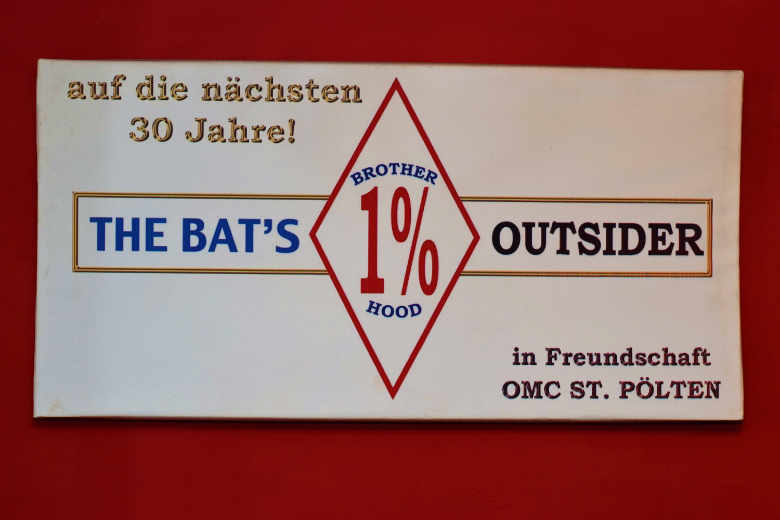 auf die nächsten
30 Jahre!
BROTHER
THE BAT'S 1% OUTSIDER
HOOD
in Freundschaft
OMC ST. PÖLTEN